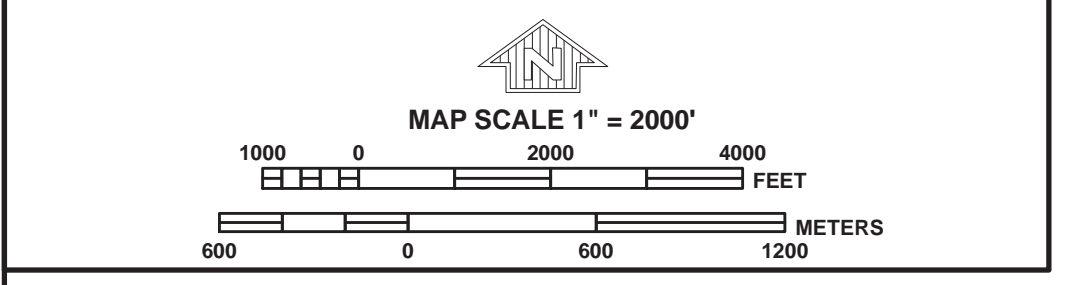 N
MAP SCALE 1" = 2000'
1000 0 2000 4000
FEET
METERS
600 0 600 1200